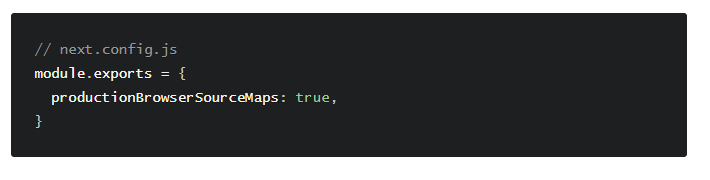 // next.config.js
module.exports = {
  productionBrowserSourceMaps: true,
}